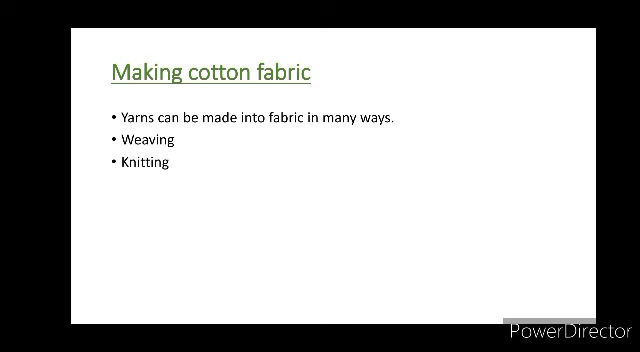 Making cotton fabric
• Yarns can be made into fabric in many ways.
• Weaving
• Knitting
PowerDirector